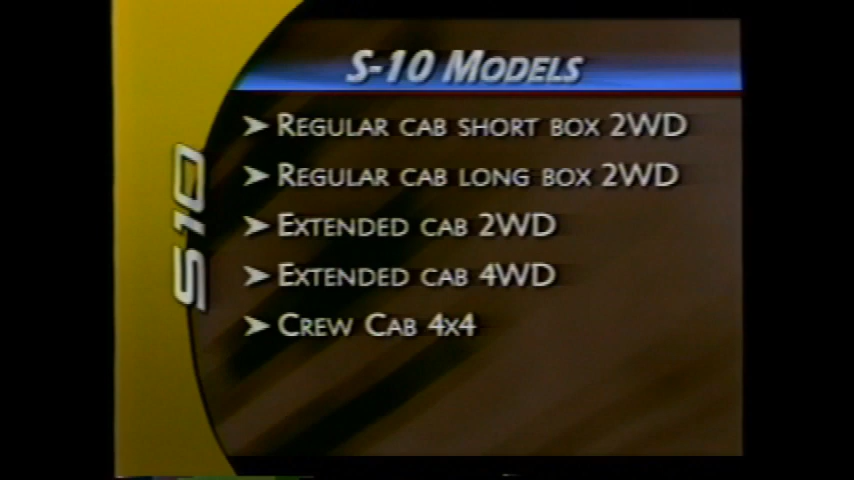 S-10 Models
Regular cab short box 2WD
Regular cab long box 2WD
Extended cab 2WD
Extended cab 4WD
Crew Cab 4x4
S10